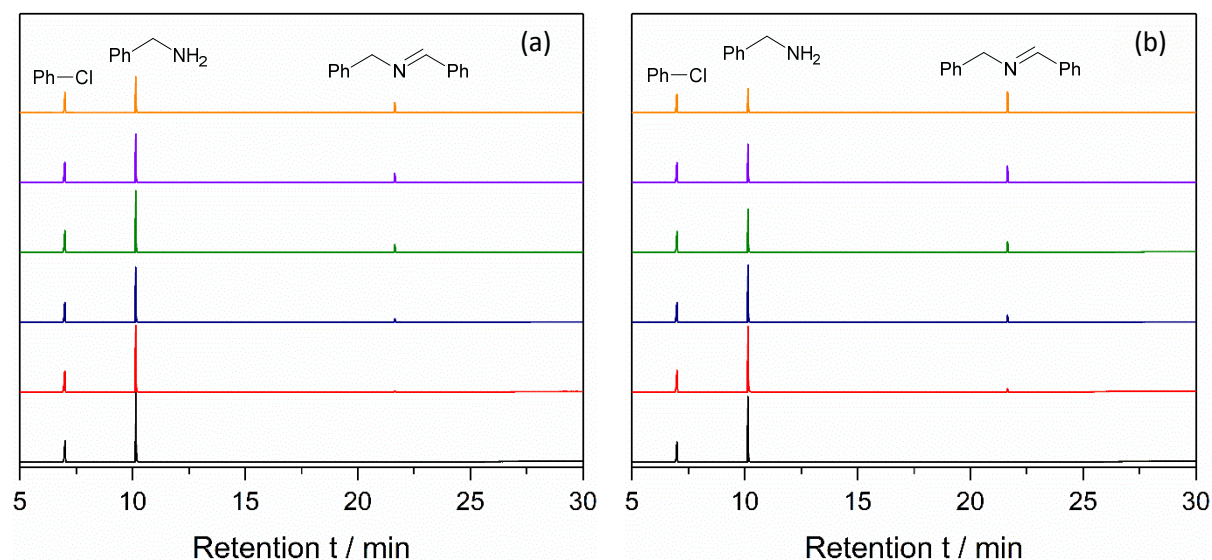 (a)
Ph NH2
Ph N Ph
Ph Cl
5 10 15 20 25 30
Retention t / min
(b)
Ph NH2
Ph N Ph
Ph Cl
5 10 15 20 25 30
Retention t / min